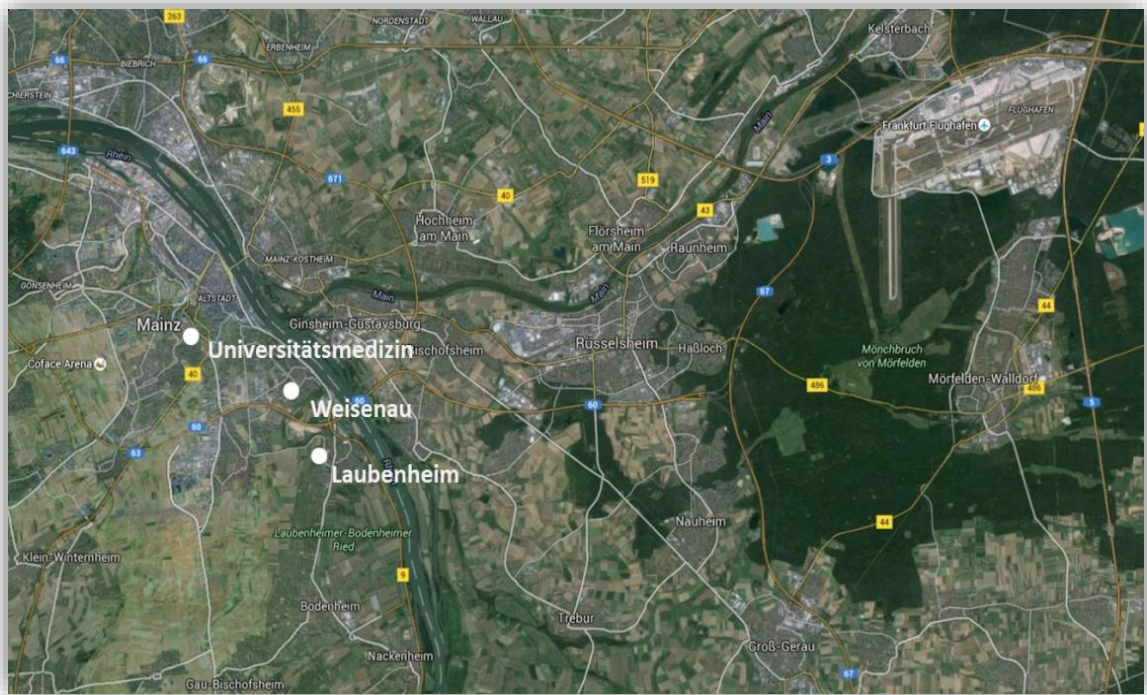 263
NORDENSTADT
WALLAU
Kelsterbach
ERBENHEIM
66
BIEBRICH
66
CHIERSTEIN
455
FLUGHAFEN
Main
Frankfurt Flughafen
643
Rhein
3
671
519
40
43
Hochheim
am Main
Flörsheim
am Main
Raunheim
MAINZ-KOSTHEIM
GONSENHEIM
67
ALTSTADT
Main
Main
44
Mainz
Ginsheim-Gustavsburg
Universitätsmedizin
Bischofsheim
Rüsselsheim
Haßloch
Mönchbruch
von Mörfelden
Coface Arena
40
Mörfelden-Walldorf
486
486
60
Weisenau
60
5
60
63
Laubenheim
Laubenheimer-Bodenheimer
Ried
Nauheim
44
Klein-Winternheim
9
Bodenheim
Trebur
Groß-Gerau
Nackenheim
67
Gau-Bischofsheim